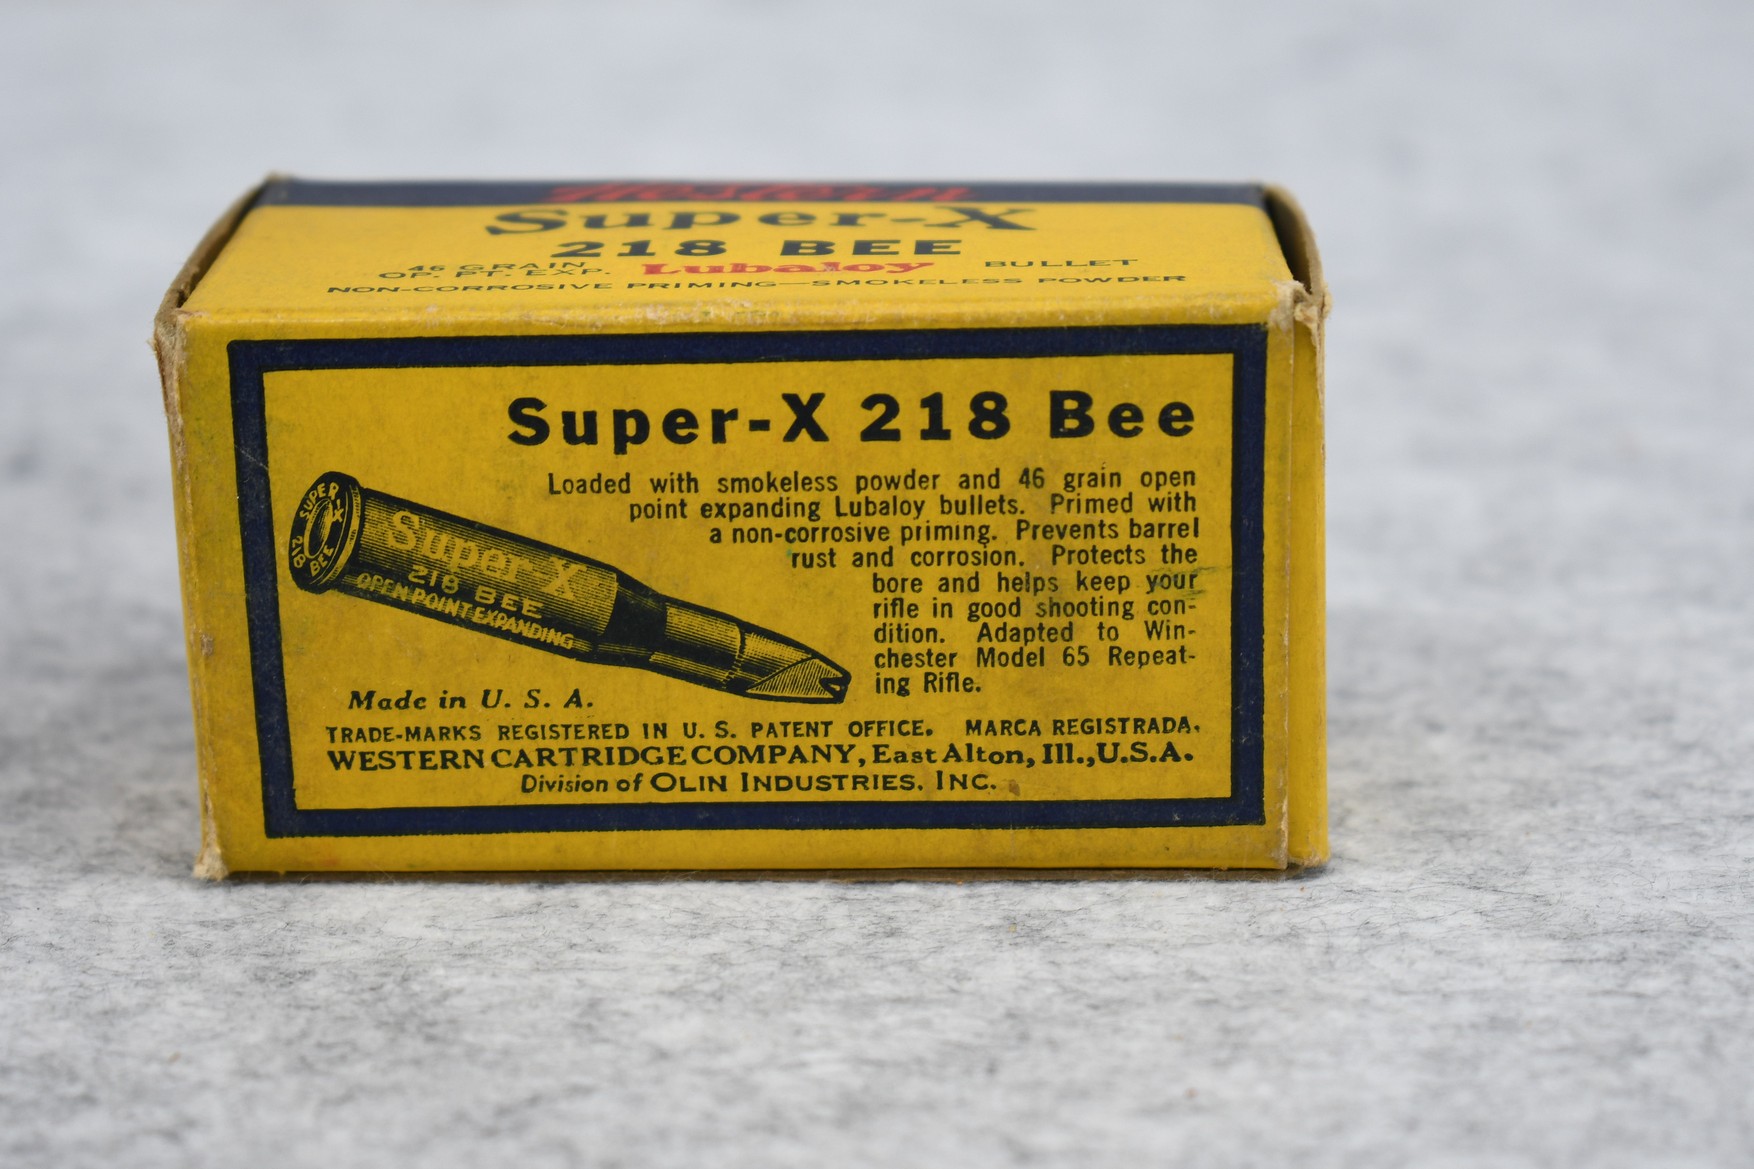 Western
Super-X
218 BEE
46 GRAIN
OP. PT. EXP. Lubaloy BULLET
NON-CORROSIVE PRIMING—SMOKELESS POWDER
Super-X 218 Bee
Loaded with smokeless powder and 46 grain open
point expanding Lubaloy bullets. Primed with
a non-corrosive priming. Prevents barrel
rust and corrosion. Protects the
bore and helps keep your
rifle in good shooting con-
dition. Adapted to Win-
chester Model 65 Repeat-
ing Rifle.
SUPER X
218 BEE
Super-X
218 BEE
OPEN POINT EXPANDING
Made in U. S. A.
TRADE-MARKS REGISTERED IN U. S. PATENT OFFICE. MARCA REGISTRADA.
WESTERN CARTRIDGE COMPANY, East Alton, Ill., U.S.A.
Division of OLIN INDUSTRIES, INC.